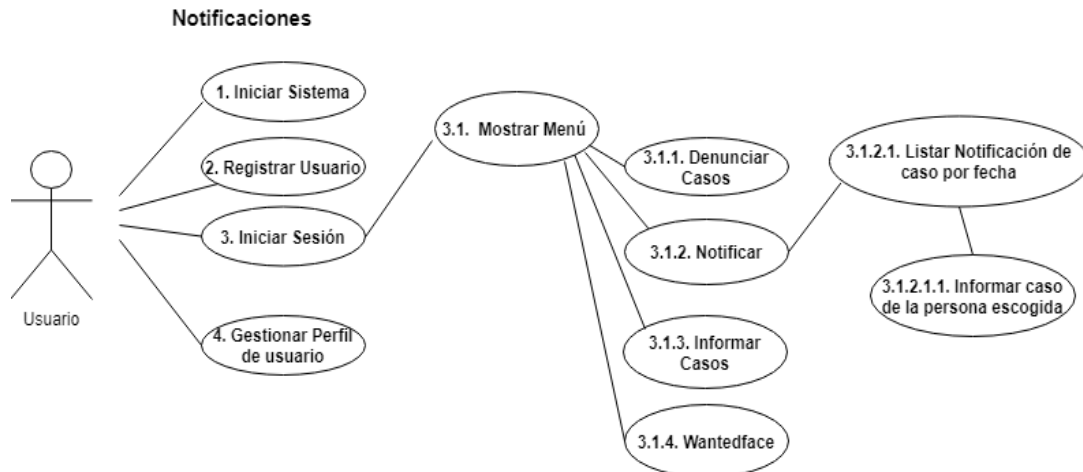 Notificaciones
1. Iniciar Sistema
2. Registrar Usuario
3. Iniciar Sesión
4. Gestionar Perfil
de usuario
Usuario
3.1. Mostrar Menú
3.1.1. Denunciar
Casos
3.1.2. Notificar
3.1.3. Informar
Casos
3.1.4. Wantedface
3.1.2.1. Listar Notificación de
caso por fecha
3.1.2.1.1. Informar caso
de la persona escogida